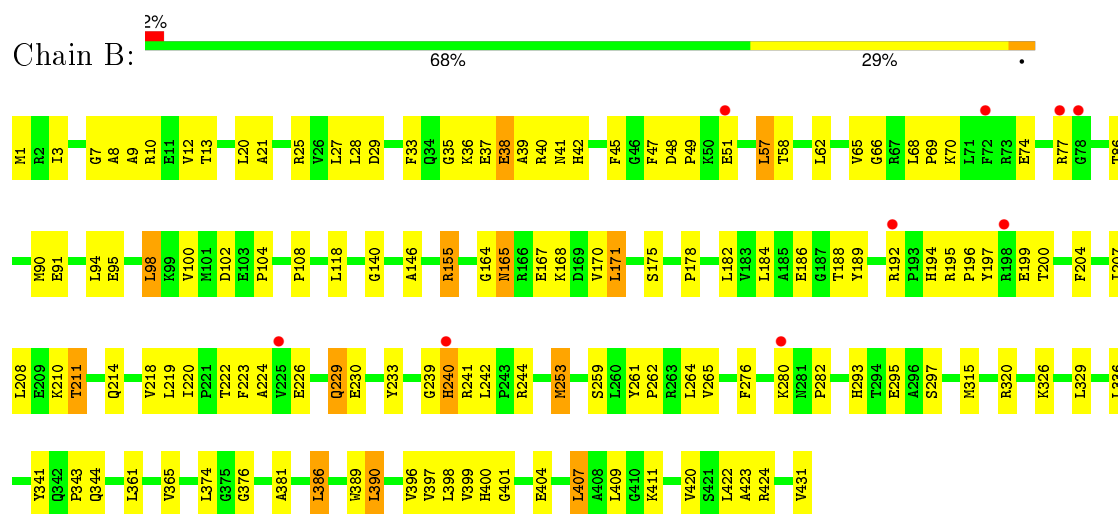 2%
Chain B:
68% 29% •
M1 R2 I3 G7 A8 A9 R10 E11 V12 T13 L20 A21 R25 V26 L27 L28 D29 F33 Q34 G35 K36 E37 E38 A39 R40 N41 H42 F45 G46 F47 D48 P49 K50 E51 L57 T58 L62 V65 G66 R67 L68 P69 K70 L71 F72 R73 E74 R77 G78 T86
M90 E91 L94 E95 L98 K99 V100 M101 D102 E103 P104 P108 L118 G140 A146 R155 G164 N165 R166 E167 K168 D169 V170 L171 S175 P178 L182 V183 L184 A185 E186 G187 T188 Y189 R192 P193 H194 R195 P196 Y197 R198 E199 T200 F204 I207
L208 E209 K210 T211 Q214 V218 L219 I220 P221 T222 F223 A224 V225 E226 Q229 E230 Y233 G239 H240 R241 L242 P243 R244 M253 S259 L260 Y261 P262 R263 L264 V265 F276 K280 N281 P282 H293 T294 E295 A296 S297 M315 R320 K326 L329 L336
Y341 Q342 P343 Q344 L361 V365 L374 G375 G376 A381 L386 W389 L390 V396 V397 L398 V399 H400 G401 E404 L407 A408 L409 G410 K411 V420 S421 L422 A423 R424 V431